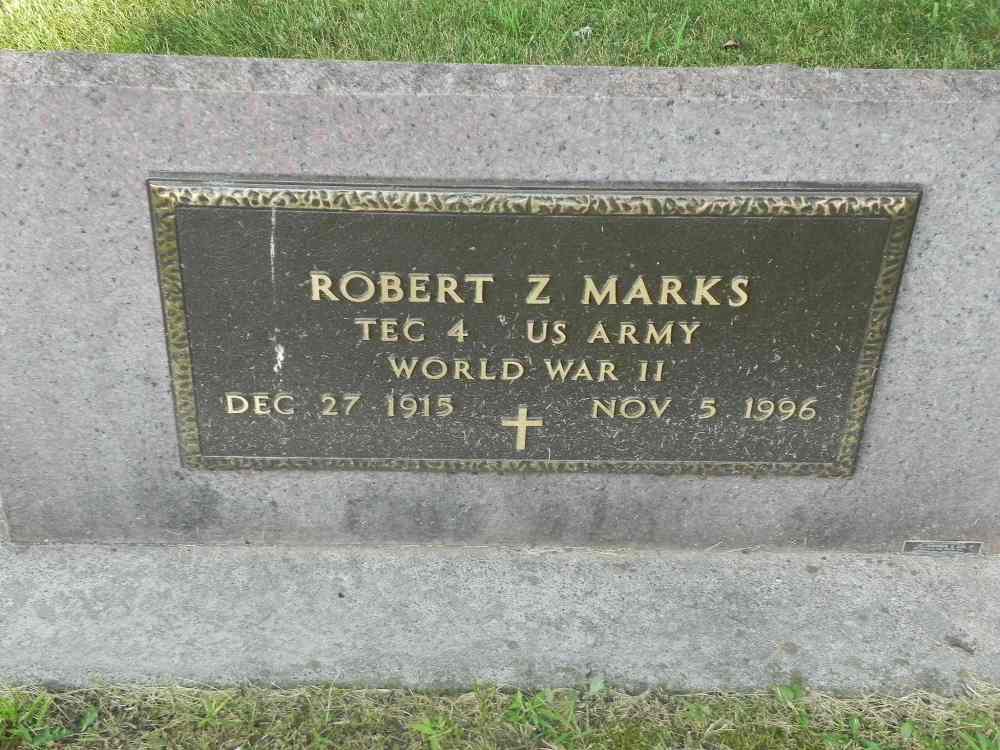 ROBERT Z MARKS
TEC 4 US ARMY
WORLD WAR II
DEC 27 1915 NOV 5 1996